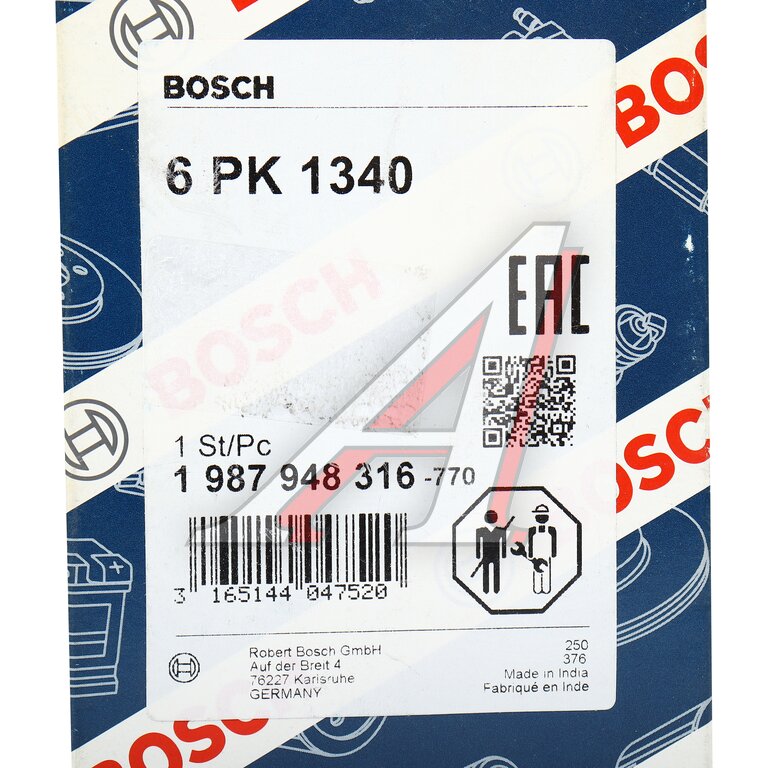 BOSCH
BOSCH
6 PK 1340
BOSCH
EAC
1 St/Pc
1 987 948 316 -770
BOSCH
3 165144 047520
Robert Bosch GmbH
Auf der Breit 4
76227 Karlsruhe
GERMANY
250
376
Made in India
Fabriqué en Inde
BOSCH